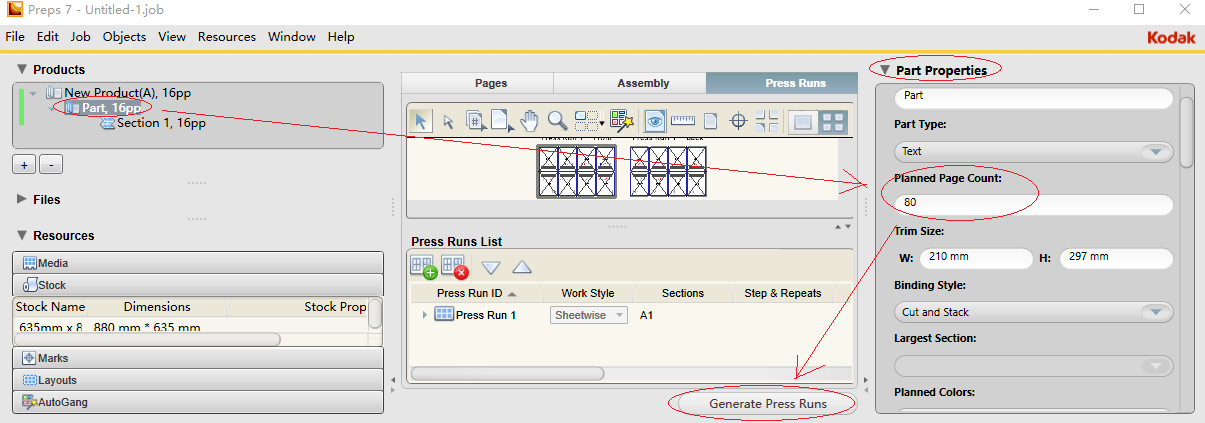 Preps 7 - Untitled-1.job
File Edit Job Objects View Resources Window Help
Kodak
Products
New Product(A), 16pp
Part, 16pp
Section 1, 16pp
+ -
Files
Resources
Media
Stock
Stock Name Dimensions Stock Prop
635mm x 8 880 mm * 635 mm
Marks
Layouts
AutoGang
Pages Assembly Press Runs
Press Runs List
Press Run ID Work Style Sections Step & Repeats
Press Run 1 Sheetwise A1
Generate Press Runs
Part Properties
Part
Part Type:
Text
Planned Page Count:
80
Trim Size:
W: 210 mm H: 297 mm
Binding Style:
Cut and Stack
Largest Section:
Planned Colors: